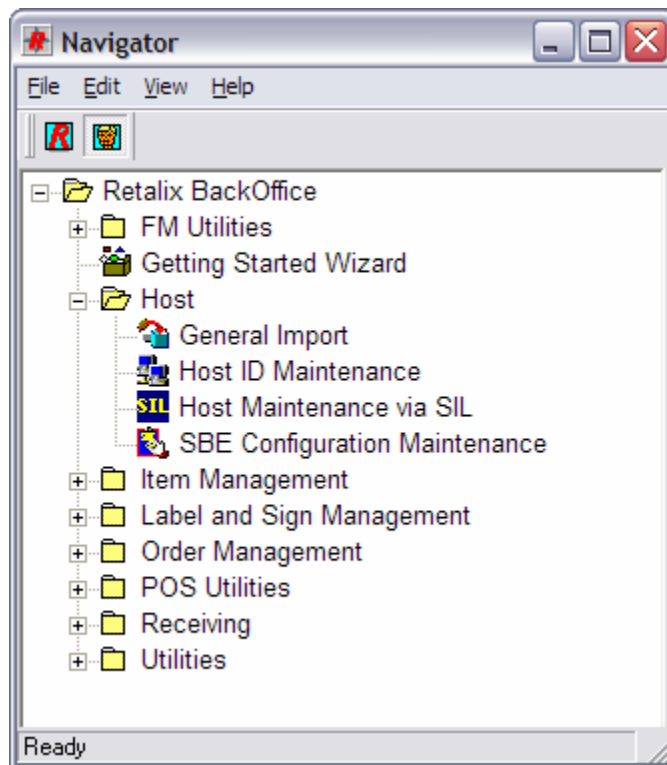 Navigator
File Edit View Help
Retalix BackOffice
FM Utilities
Getting Started Wizard
Host
General Import
Host ID Maintenance
SIL Host Maintenance via SIL
SBE Configuration Maintenance
Item Management
Label and Sign Management
Order Management
POS Utilities
Receiving
Utilities
Ready